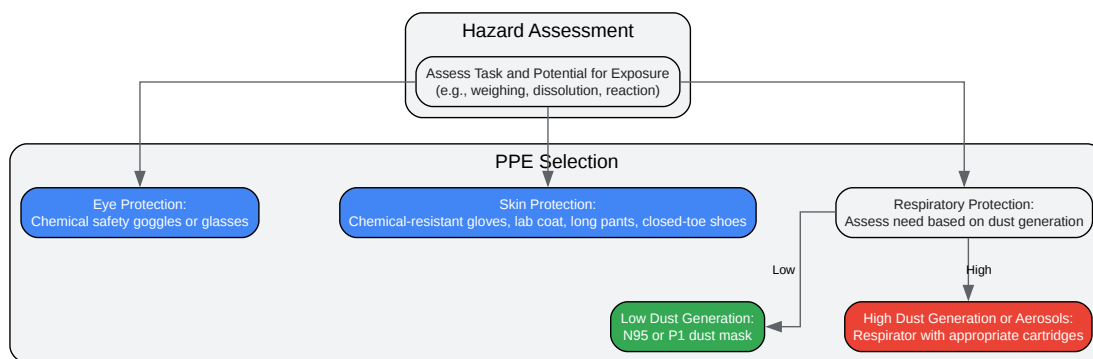 Hazard Assessment
Assess Task and Potential for Exposure
(e.g., weighing, dissolution, reaction)
PPE Selection
Eye Protection:
Chemical safety goggles or glasses
Skin Protection:
Chemical-resistant gloves, lab coat, long pants, closed-toe shoes
Respiratory Protection:
Assess need based on dust generation
Low
High
Low Dust Generation:
N95 or P1 dust mask
High Dust Generation or Aerosols:
Respirator with appropriate cartridges